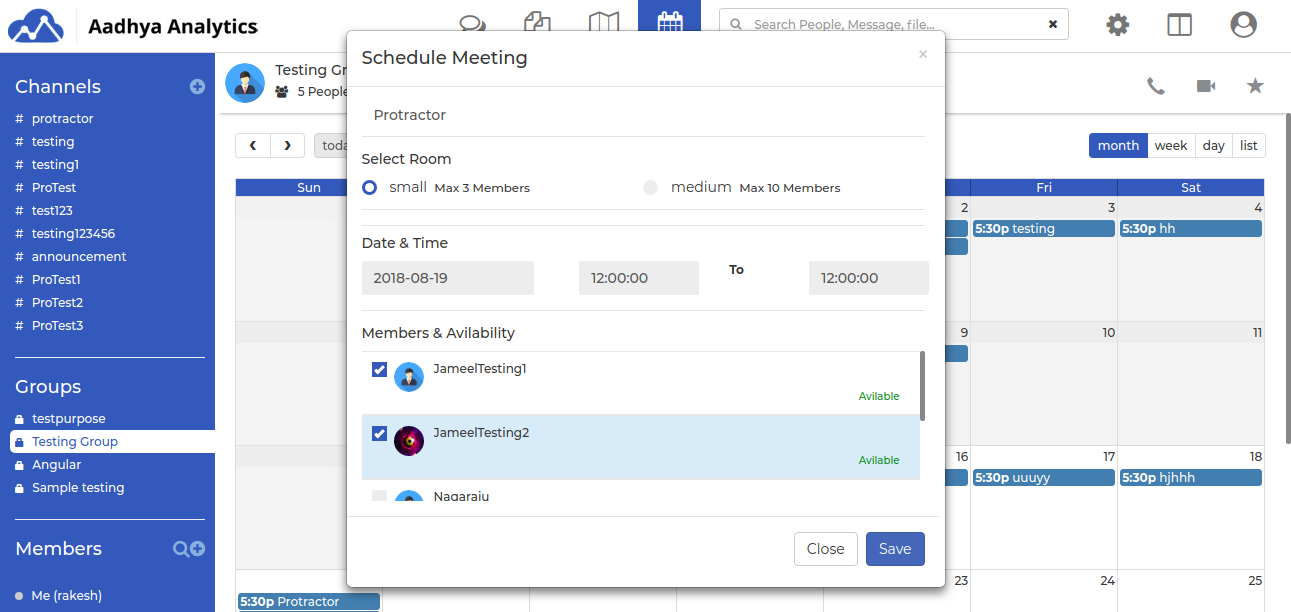 Aadhya Analytics
Search People, Message, file...
Channels
# protractor
# testing
# testing1
# ProTest
# test123
# testing123456
# announcement
# ProTest1
# ProTest2
# ProTest3
Groups
testpurpose
Testing Group
Angular
Sample testing
Members
Me (rakesh)
Testing Gr
5 People
toda
month week day list
Sun Fri Sat
2 3 4
5:30p testing 5:30p hh
9 10 11
16 17 18
5:30p uuuyy 5:30p hjhhh
23 24 25
5:30p Protractor
Schedule Meeting ×
Protractor
Select Room
small Max 3 Members medium Max 10 Members
Date & Time
2018-08-19 12:00:00 To 12:00:00
Members & Avilability
JameelTesting1
Avilable
JameelTesting2
Avilable
Nagaraju
Close Save